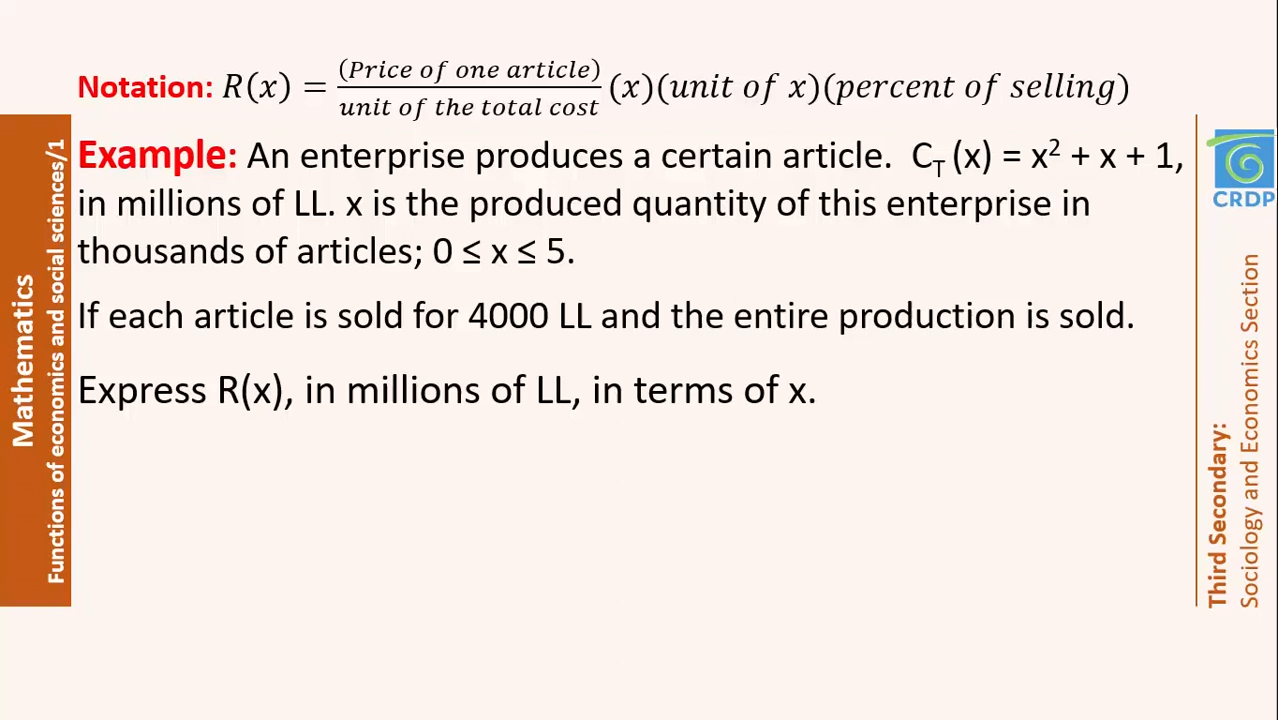 Notation: R(x) = (Price of one article) / unit of the total cost (x)(unit of x)(percent of selling)
Example: An enterprise produces a certain article. C_T (x) = x² + x + 1,
in millions of LL. x is the produced quantity of this enterprise in
thousands of articles; 0 ≤ x ≤ 5.
If each article is sold for 4000 LL and the entire production is sold.
Express R(x), in millions of LL, in terms of x.
Mathematics
Functions of economics and social sciences/1
CRDP
Third Secondary:
Sociology and Economics Section